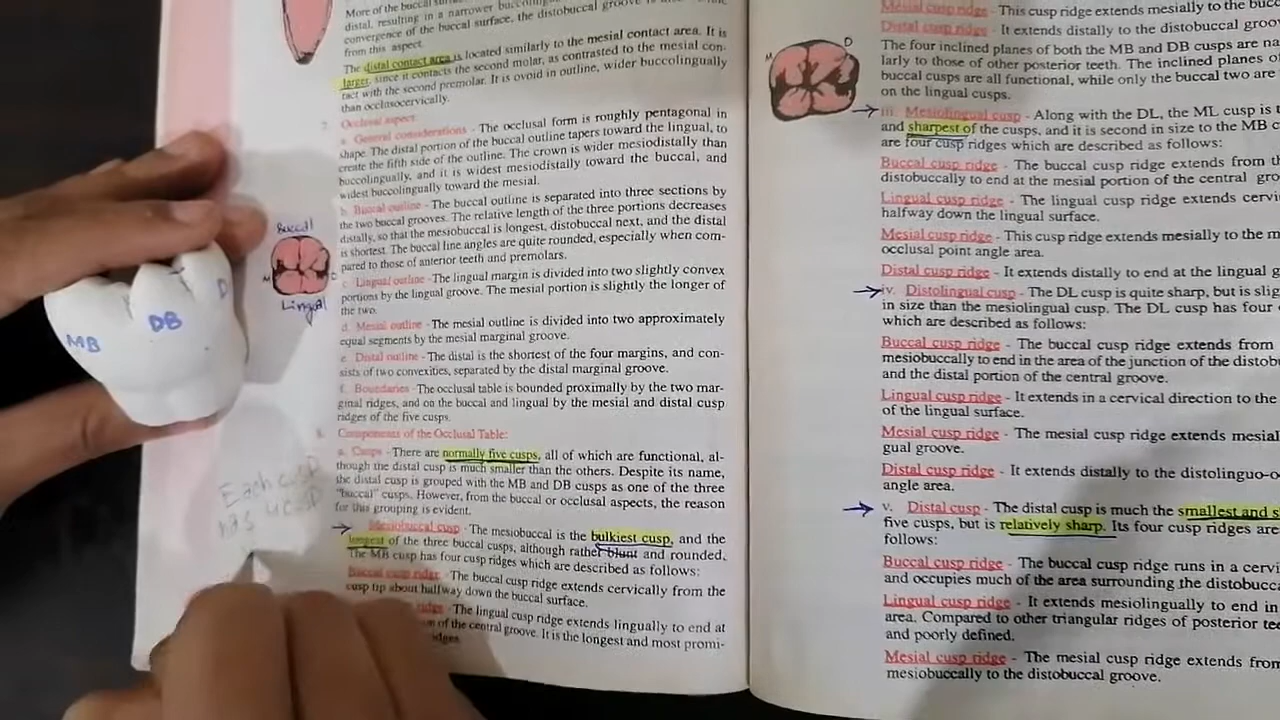 More of the buccal
distal, resulting in a narrower
convergence of the buccal surface, the distobuccal groove is
from this aspect.
The distal contact area is located similarly to the mesial contact area. It is
larger, since it contacts the second molar, as contrasted to the mesial con-
tact with the second premolar. It is ovoid in outline, wider buccolingually
than occlusocervically.
7. Occlusal aspect:
a. General considerations - The occlusal form is roughly pentagonal in
shape. The distal portion of the buccal outline tapers toward the lingual, to
create the fifth side of the outline. The crown is wider mesiodistally than
buccolingually, and it is widest mesiodistally toward the buccal, and
widest buccolingually toward the mesial.
b. Buccal outline - The buccal outline is separated into three sections by
the two buccal grooves. The relative length of the three portions decreases
distally, so that the mesiobuccal is longest, distobuccal next, and the distal
is shortest. The buccal line angles are quite rounded, especially when com-
pared to those of anterior teeth and premolars.
c. Lingual outline - The lingual margin is divided into two slightly convex
portions by the lingual groove. The mesial portion is slightly the longer of
the two.
d. Mesial outline - The mesial outline is divided into two approximately
equal segments by the mesial marginal groove.
e. Distal outline - The distal is the shortest of the four margins, and con-
sists of two convexities, separated by the distal marginal groove.
f. Boundaries - The occlusal table is bounded proximally by the two mar-
ginal ridges, and on the buccal and lingual by the mesial and distal cusp
ridges of the five cusps.
8. Components of the Occlusal Table:
a. Cusps - There are normally five cusps, all of which are functional, al-
though the distal cusp is much smaller than the others. Despite its name,
the distal cusp is grouped with the MB and DB cusps as one of the three
"buccal" cusps. However, from the buccal or occlusal aspects, the reason
for this grouping is evident.
Mesiobuccal cusp - The mesiobuccal is the bulkiest cusp, and the
longest of the three buccal cusps, although rather blunt and rounded.
The MB cusp has four cusp ridges which are described as follows:
Buccal cusp ridge - The buccal cusp ridge extends cervically from the
cusp tip about halfway down the buccal surface.
ridge - The lingual cusp ridge extends lingually to end at
of the central groove. It is the longest and most promi-
ridges
Buccal
M
Lingual
MB
DB
D
Each cusp
has 4 cusp
Mesial cusp ridge - This cusp ridge extends mesially to the
Distal cusp ridge - It extends distally to the distobuccal
The four inclined planes of both the MB and DB cusps are
larly to those of other posterior teeth. The inclined planes
buccal cusps are all functional, while only the buccal two are
on the lingual cusps.
M
D
iii. Mesiolingual cusp - Along with the DL, the ML cusp is
and sharpest of the cusps, and it is second in size to the MB
are four cusp ridges which are described as follows:
Buccal cusp ridge - The buccal cusp ridge extends from
distobuccally to end at the mesial portion of the central
Lingual cusp ridge - The lingual cusp ridge extends
halfway down the lingual surface.
Mesial cusp ridge - This cusp ridge extends mesially to the
occlusal point angle area.
Distal cusp ridge - It extends distally to end at the lingual
iv. Distolingual cusp - The DL cusp is quite sharp, but is
in size than the mesiolingual cusp. The DL cusp has four
which are described as follows:
Buccal cusp ridge - The buccal cusp ridge extends from
mesiobuccally to end in the area of the junction of the
and the distal portion of the central groove.
Lingual cusp ridge - It extends in a cervical direction to the
of the lingual surface.
Mesial cusp ridge - The mesial cusp ridge extends
gual groove.
Distal cusp ridge - It extends distally to the
angle area.
v. Distal cusp - The distal cusp is much the smallest and
five cusps, but is relatively sharp. Its four cusp ridges are
follows:
Buccal cusp ridge - The buccal cusp ridge runs in a
and occupies much of the area surrounding the
Lingual cusp ridge - It extends mesiolingually to end in
area. Compared to other triangular ridges of posterior
and poorly defined.
Mesial cusp ridge - The mesial cusp ridge extends
mesiobuccally to the distobuccal groove.